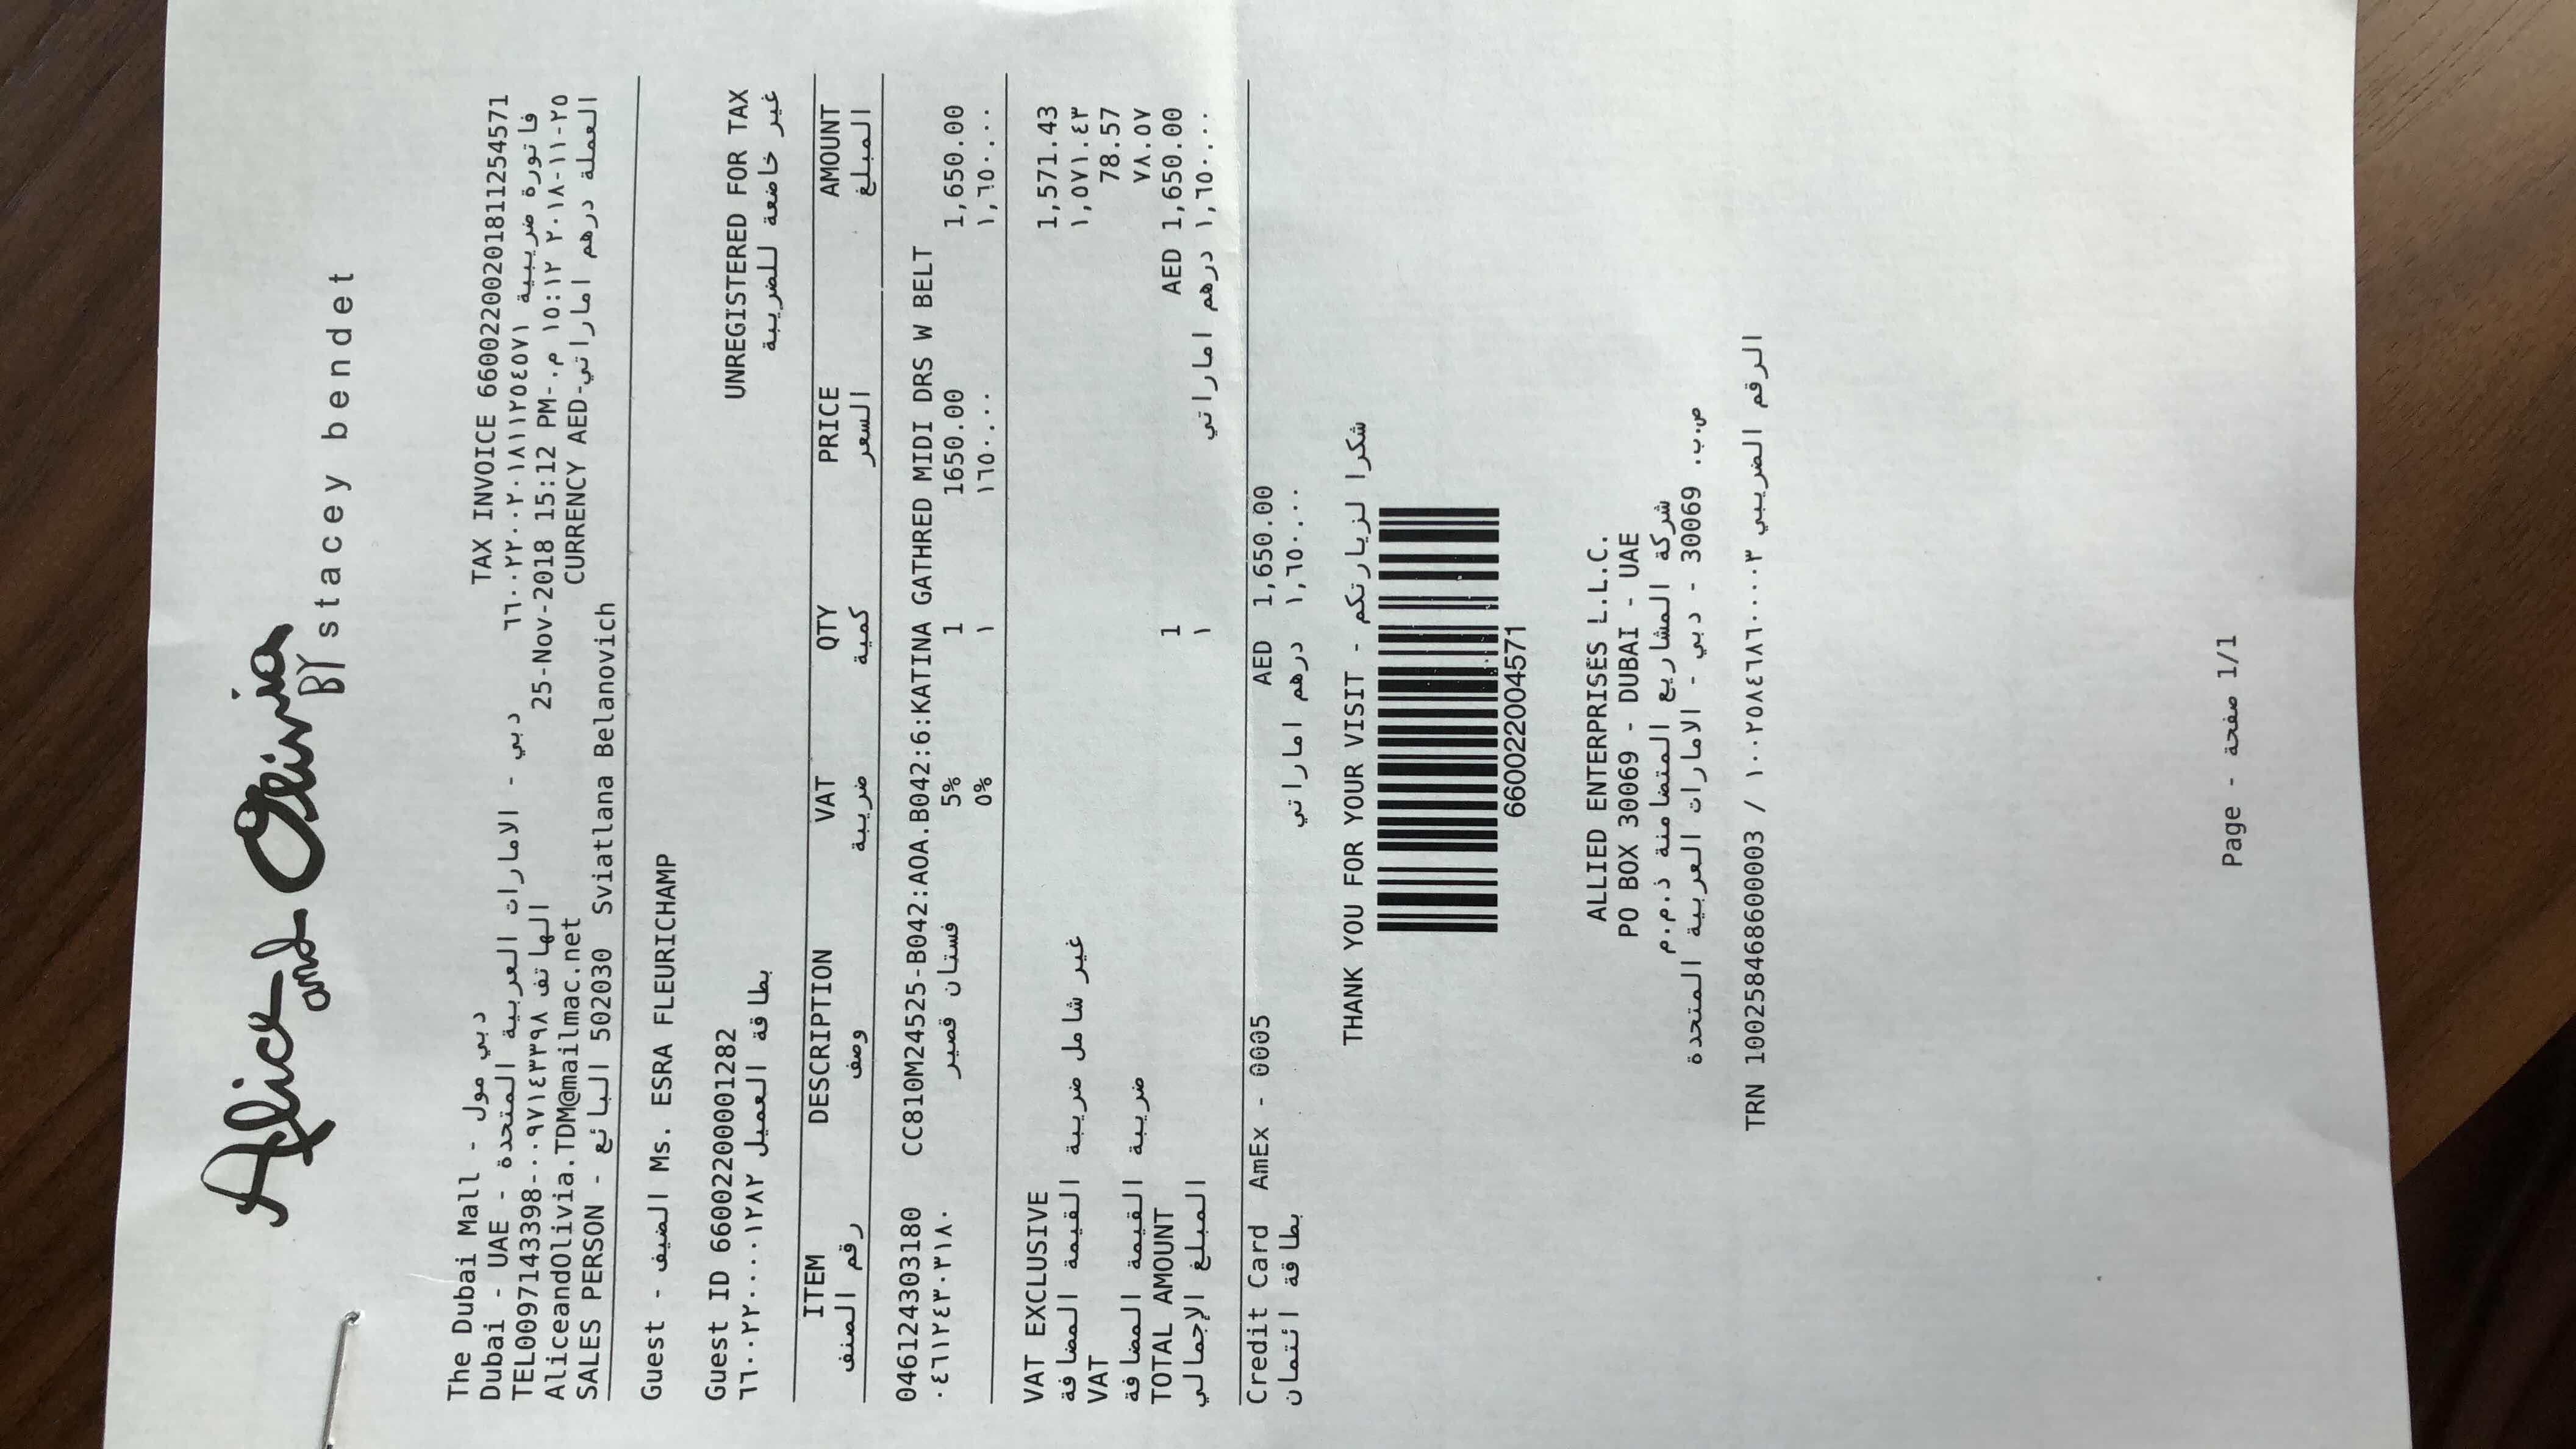 Alice and Olivia
BY stacey bendet
The Dubai Mall - دبي مول
Dubai - UAE - دبي - الامارات العربية المتحدة
TEL0097143398-٠٠٩٧١٤٣٣٩٨ الهاتف
AliceandOlivia.TDM@mailmac.net
SALES PERSON - البائع 502030 Sviatlana Belanovich
TAX INVOICE 66002200201811254571
فاتورة ضريبية ٦٦٠٠٢٢٠٠٢٠١٨١١٢٥٤٥٧١
25-Nov-2018 15:12 PM-.٢٠١٨-١١-٢٥ ١٥:١٢ م
CURRENCY AED-العملة درهم اماراتي
Guest - الضيف Ms. ESRA FLEURICHAMP
Guest ID 66002200001282
بطاقة العميل ٦٦٠٠٢٢٠٠٠٠١٢٨٢
UNREGISTERED FOR TAX
غير خاضعة للضريبة
ITEM DESCRIPTION VAT QTY PRICE AMOUNT
رقم الصنف وصف ضريبة كمية السعر المبلغ
046124303180 CC810M24525-B042:AOA.B042:6:KATINA GATHRED MIDI DRS W BELT
٠٤٦١٢٤٣٠٣١٨٠ فستان قصير 5% 1 1650.00 1,650.00
0% ١ ١٦٥٠.٠٠ ١,٦٥٠.٠٠
VAT EXCLUSIVE 1,571.43
غير شامل ضريبة القيمة المضافة ١,٥٧١.٤٣
VAT 78.57
ضريبة القيمة المضافة ٧٨.٥٧
TOTAL AMOUNT 1 AED 1,650.00
المبلغ الإجمالي ١ ١,٦٥٠.٠٠ درهم اماراتي
Credit Card AmEx - 0005 AED 1,650.00
بطاقة ائتمان ١,٦٥٠.٠٠ درهم اماراتي
THANK YOU FOR YOUR VISIT - شكرا لزيارتكم
660022004571
ALLIED ENTERPRISES L.L.C.
PO BOX 30069 - DUBAI - UAE
شركة المشاريع المتضامنة ذ.م.م
ص.ب. 30069 - دبي - الامارات العربية المتحدة
TRN 100258468600003 / الرقم الضريبي ١٠٠٢٥٨٤٦٨٦٠٠٠٠٣
Page - صفحة 1/1